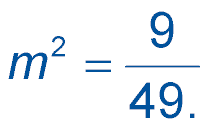 m² = 9/49.